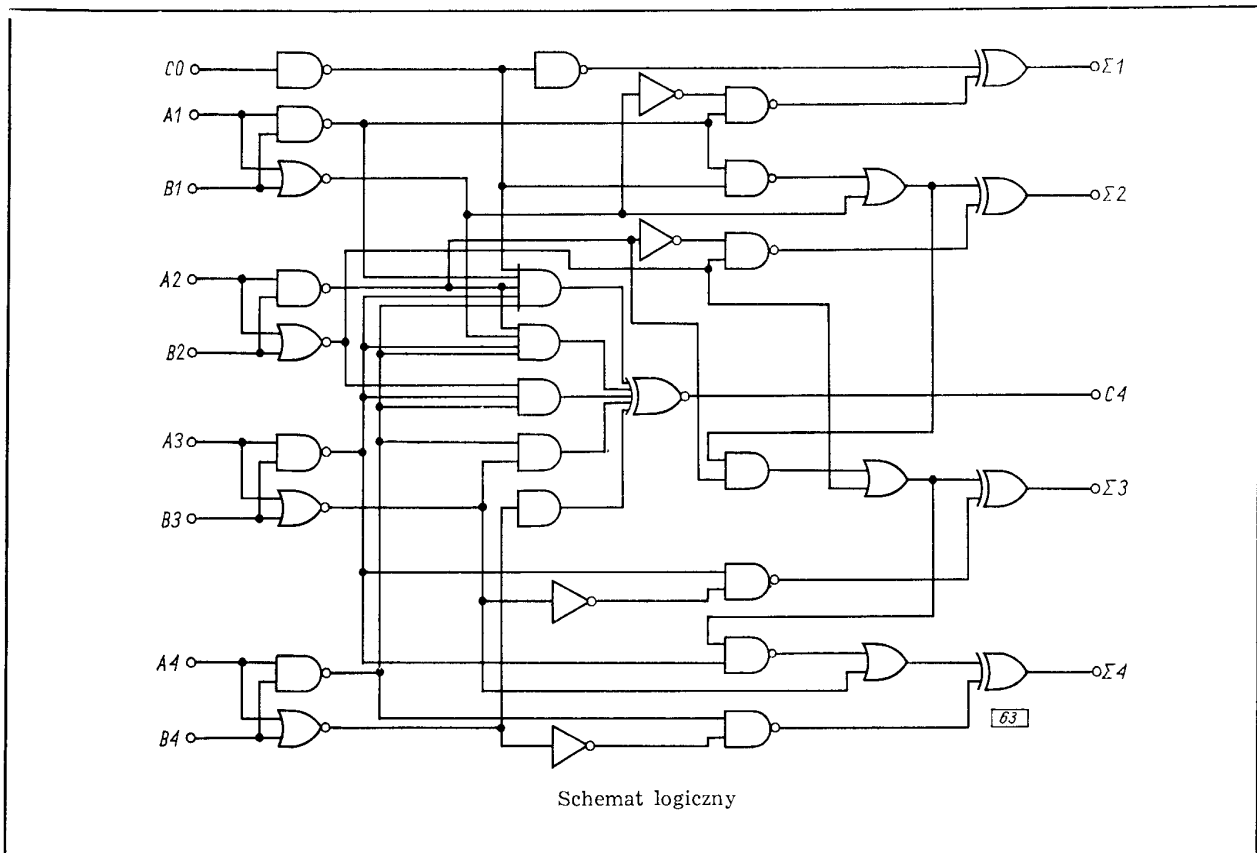 C0
Σ1
A1
B1
Σ2
A2
B2
C4
A3
Σ3
B3
A4
Σ4
63
B4
Schemat logiczny